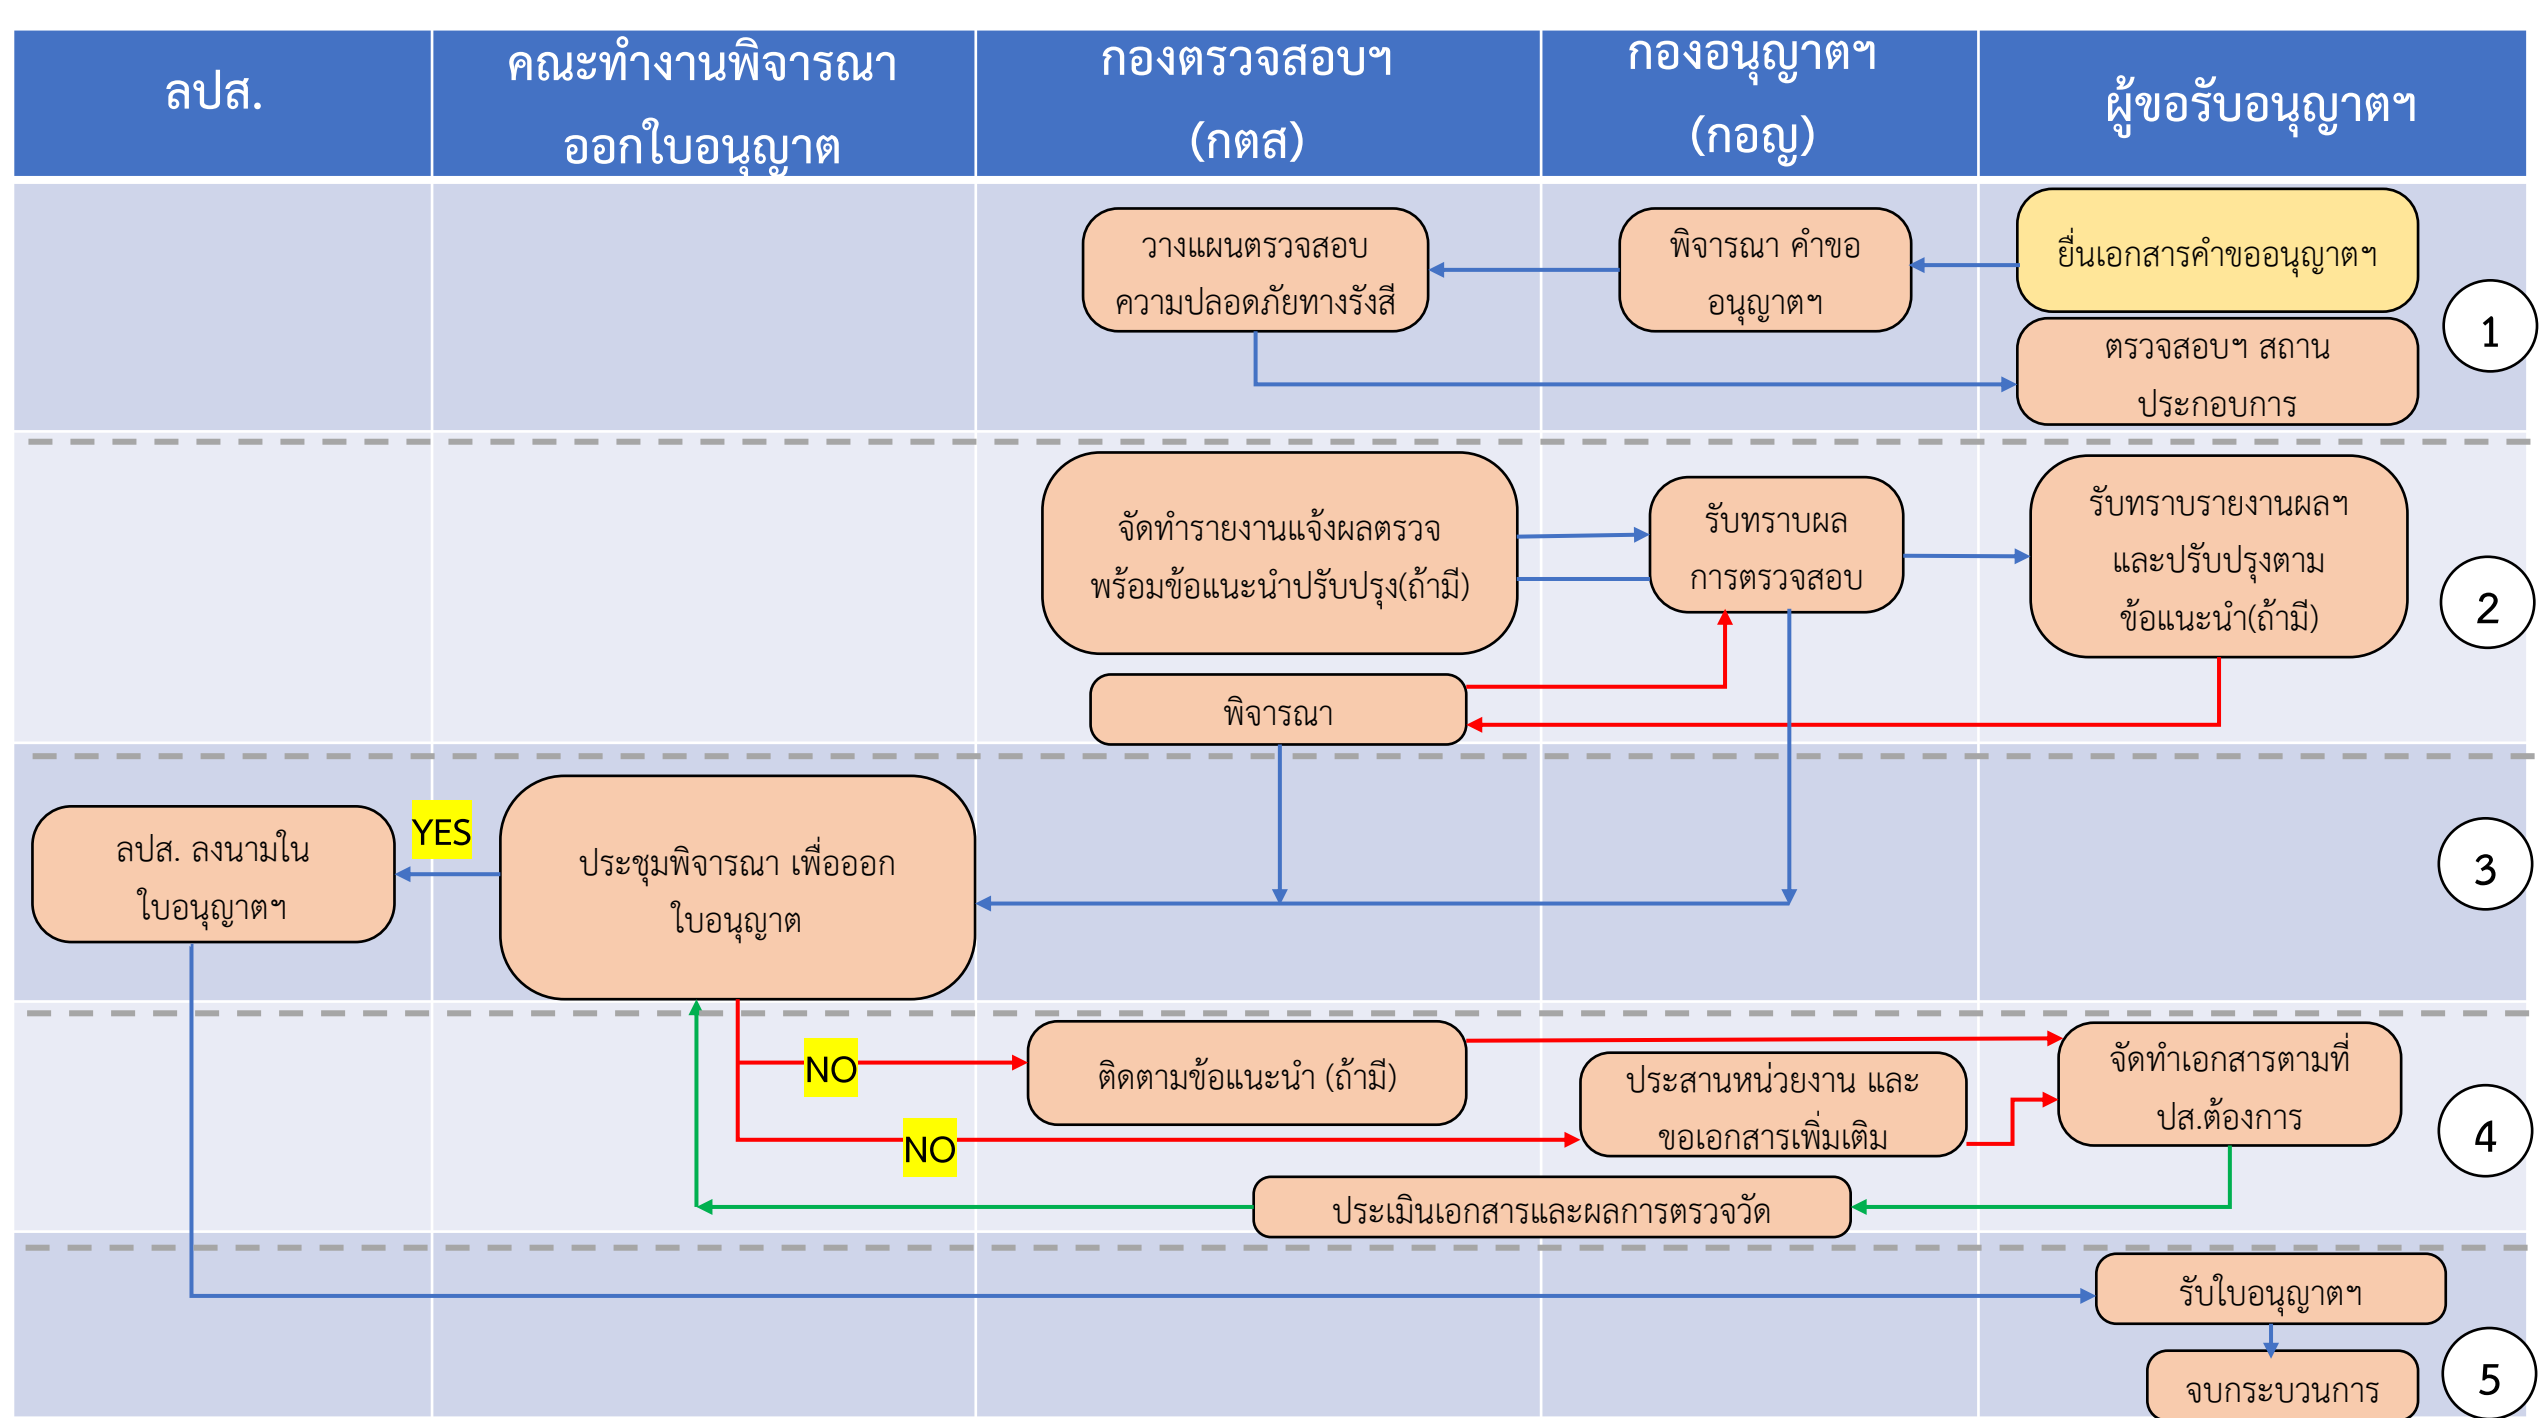 ลปส.
คณะทำงานพิจารณา
ออกใบอนุญาต
กองตรวจสอบฯ
(กตส)
กองอนุญาตฯ
(กอญ)
ผู้ขอรับอนุญาตฯ
วางแผนตรวจสอบ
ความปลอดภัยทางรังสี
พิจารณา คำขอ
อนุญาตฯ
ยื่นเอกสารคำขออนุญาตฯ
ตรวจสอบฯ สถาน
ประกอบการ
1
จัดทำรายงานแจ้งผลตรวจ
พร้อมข้อแนะนำปรับปรุง(ถ้ามี)
รับทราบผล
การตรวจสอบ
รับทราบรายงานผลฯ
และปรับปรุงตาม
ข้อแนะนำ(ถ้ามี)
พิจารณา
2
ลปส. ลงนามใน
ใบอนุญาตฯ
YES
ประชุมพิจารณา เพื่อออก
ใบอนุญาต
3
NO
ติดตามข้อแนะนำ (ถ้ามี)
NO
ประสานหน่วยงาน และ
ขอเอกสารเพิ่มเติม
จัดทำเอกสารตามที่
ปส.ต้องการ
ประเมินเอกสารและผลการตรวจวัด
4
รับใบอนุญาตฯ
จบกระบวนการ
5